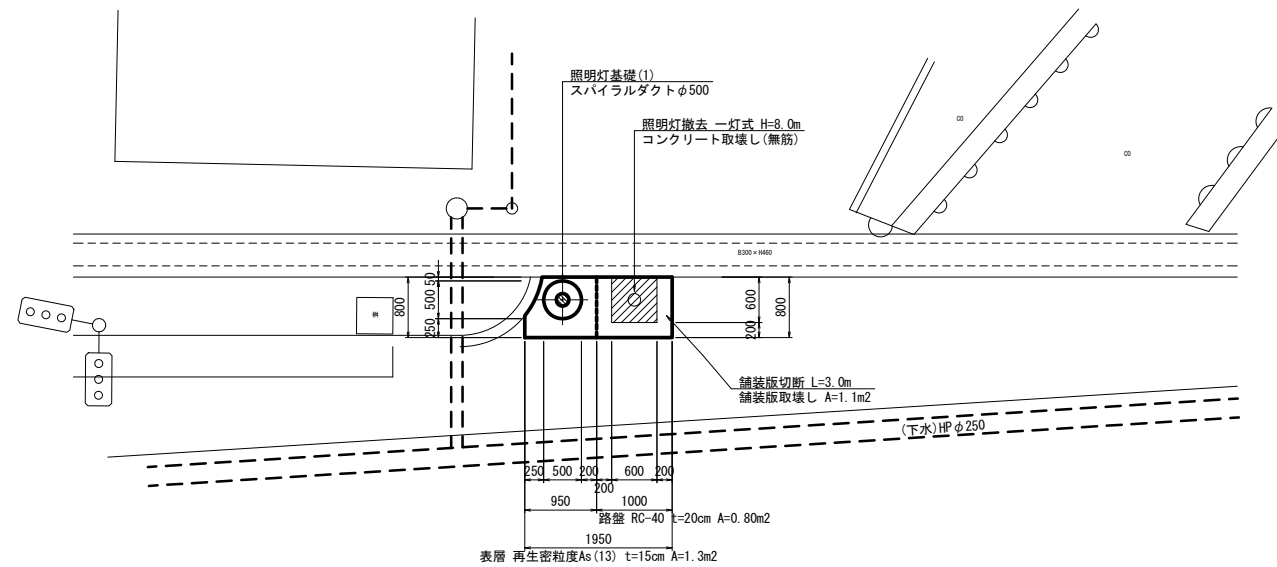 照明灯基礎(1)
スパイラルダクトφ500
照明灯撤去 一灯式 H=8.0m
コンクリート取壊し(無筋)
CO
CO
B300×H460
50
500
250
800
600
200
800
舗装版切断 L=3.0m
舗装版取壊し A=1.1m2
(下水)HPφ250
250
500
200
200
600
200
950
1000
路盤 RC-40 t=20cm A=0.80m2
1950
表層 再生密粒度As(13) t=15cm A=1.3m2